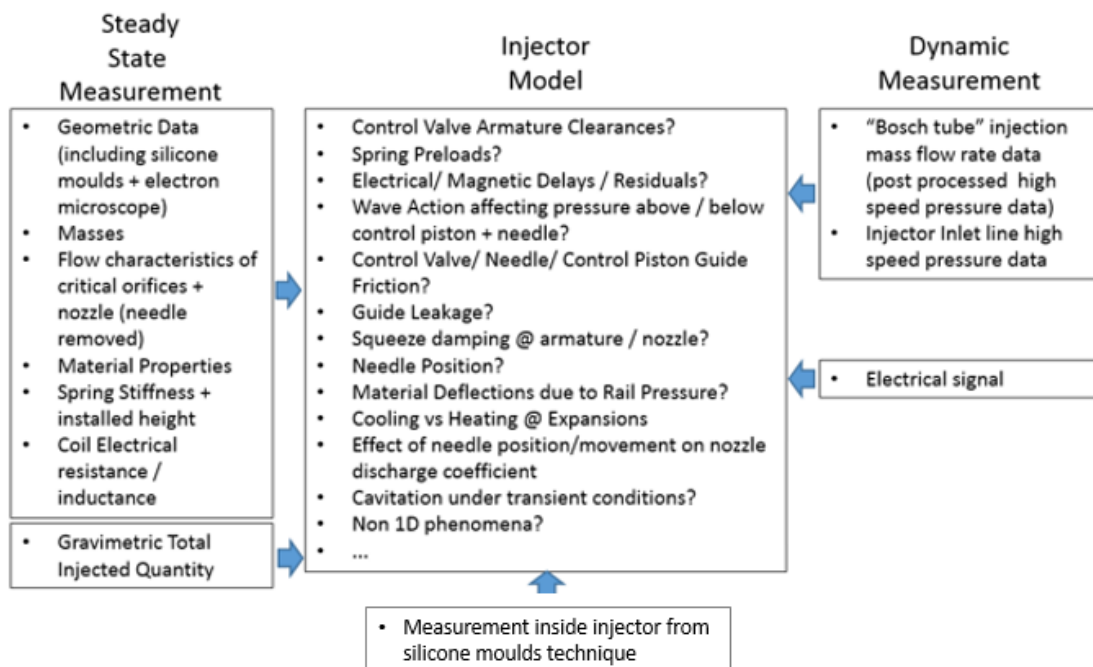 Steady
State
Measurement
• Geometric Data
(including silicone
moulds + electron
microscope)
• Masses
• Flow characteristics of
critical orifices +
nozzle (needle
removed)
• Material Properties
• Spring Stiffness +
installed height
• Coil Electrical
resistance /
inductance
• Gravimetric Total
Injected Quantity
Injector
Model
• Control Valve Armature Clearances?
• Spring Preloads?
• Electrical/ Magnetic Delays / Residuals?
• Wave Action affecting pressure above / below
control piston + needle?
• Control Valve/ Needle/ Control Piston Guide
Friction?
• Guide Leakage?
• Squeeze damping @ armature / nozzle?
• Needle Position?
• Material Deflections due to Rail Pressure?
• Cooling vs Heating @ Expansions
• Effect of needle position/movement on nozzle
discharge coefficient
• Cavitation under transient conditions?
• Non 1D phenomena?
• ...
Dynamic
Measurement
• “Bosch tube” injection
mass flow rate data
(post processed high
speed pressure data)
• Injector Inlet line high
speed pressure data
• Electrical signal
• Measurement inside injector from
silicone moulds technique